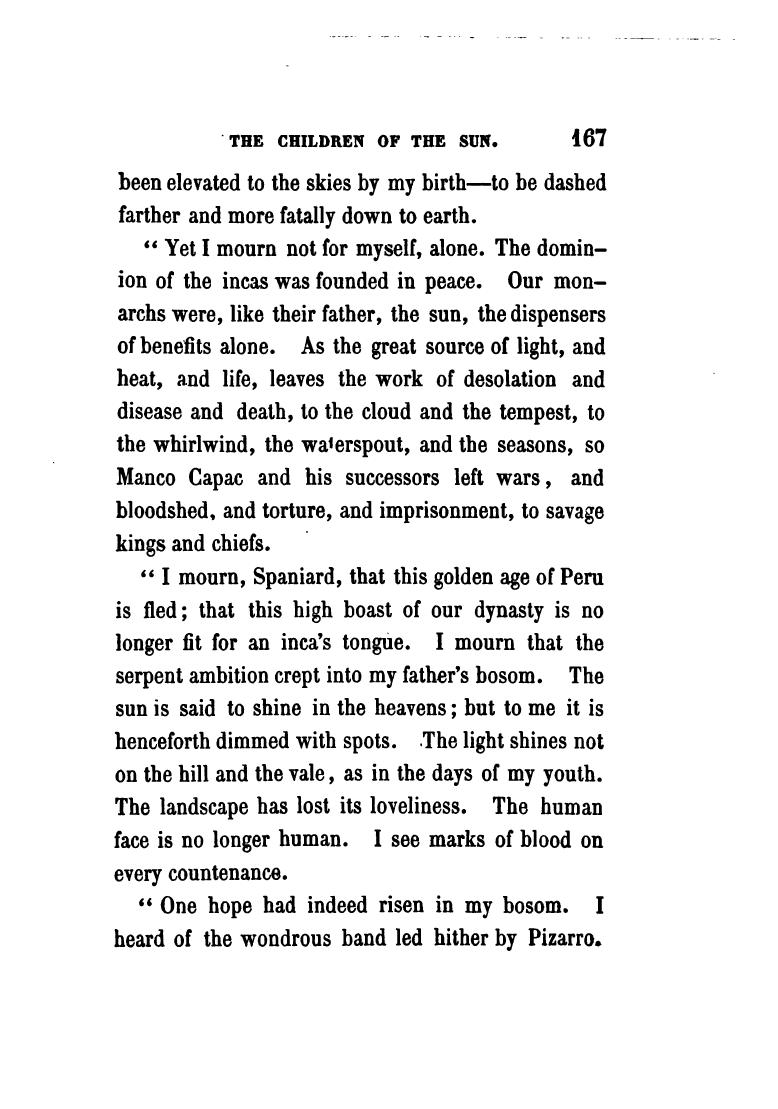 THE CHILDREN OF THE SUN. 167
been elevated to the skies by my birth—to be dashed
farther and more fatally down to earth.
“ Yet I mourn not for myself, alone. The domin-
ion of the incas was founded in peace. Our mon-
archs were, like their father, the sun, the dispensers
of benefits alone. As the great source of light, and
heat, and life, leaves the work of desolation and
disease and death, to the cloud and the tempest, to
the whirlwind, the waterspout, and the seasons, so
Manco Capac and his successors left wars, and
bloodshed, and torture, and imprisonment, to savage
kings and chiefs.
“ I mourn, Spaniard, that this golden age of Peru
is fled; that this high boast of our dynasty is no
longer fit for an inca’s tongue. I mourn that the
serpent ambition crept into my father’s bosom. The
sun is said to shine in the heavens; but to me it is
henceforth dimmed with spots. The light shines not
on the hill and the vale, as in the days of my youth.
The landscape has lost its loveliness. The human
face is no longer human. I see marks of blood on
every countenance.
“ One hope had indeed risen in my bosom. I
heard of the wondrous band led hither by Pizarro.